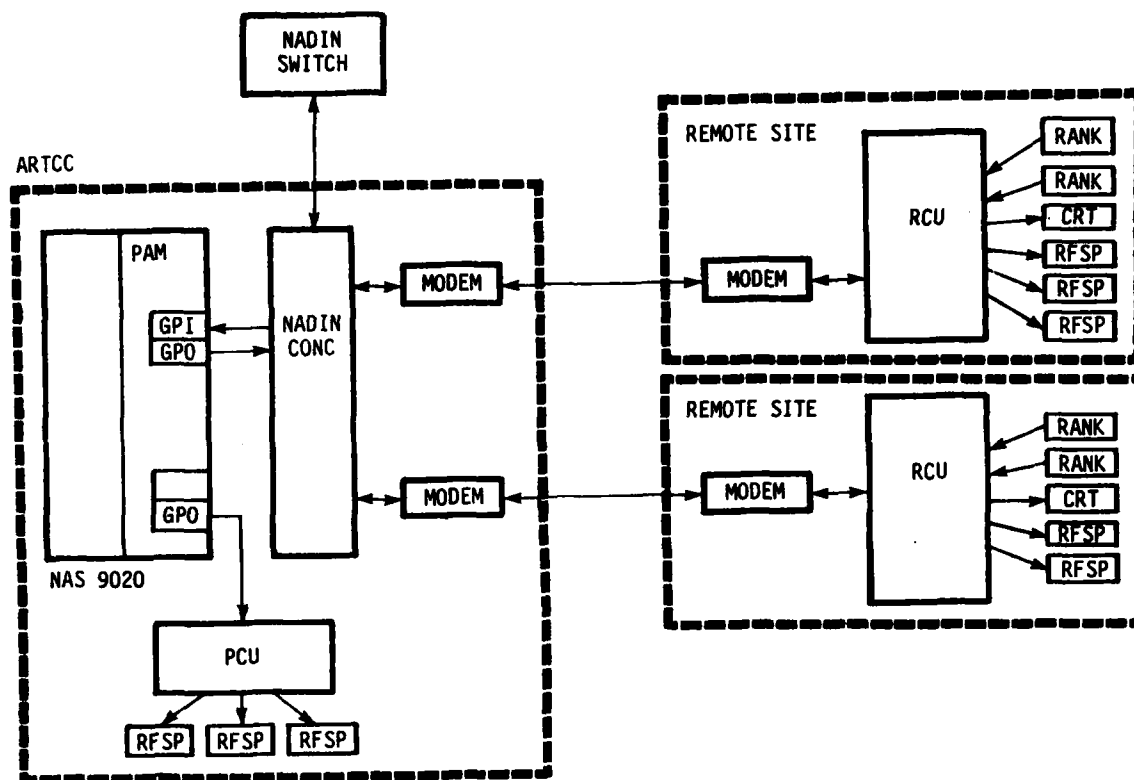 NADIN
SWITCH
ARTCC
PAM
GPI
GPO
GPO
NAS 9020
NADIN
CONC
MODEM
MODEM
PCU
RFSP
RFSP
RFSP
REMOTE SITE
MODEM
RCU
RANK
RANK
CRT
RFSP
RFSP
RFSP
REMOTE SITE
MODEM
RCU
RANK
RANK
CRT
RFSP
RFSP